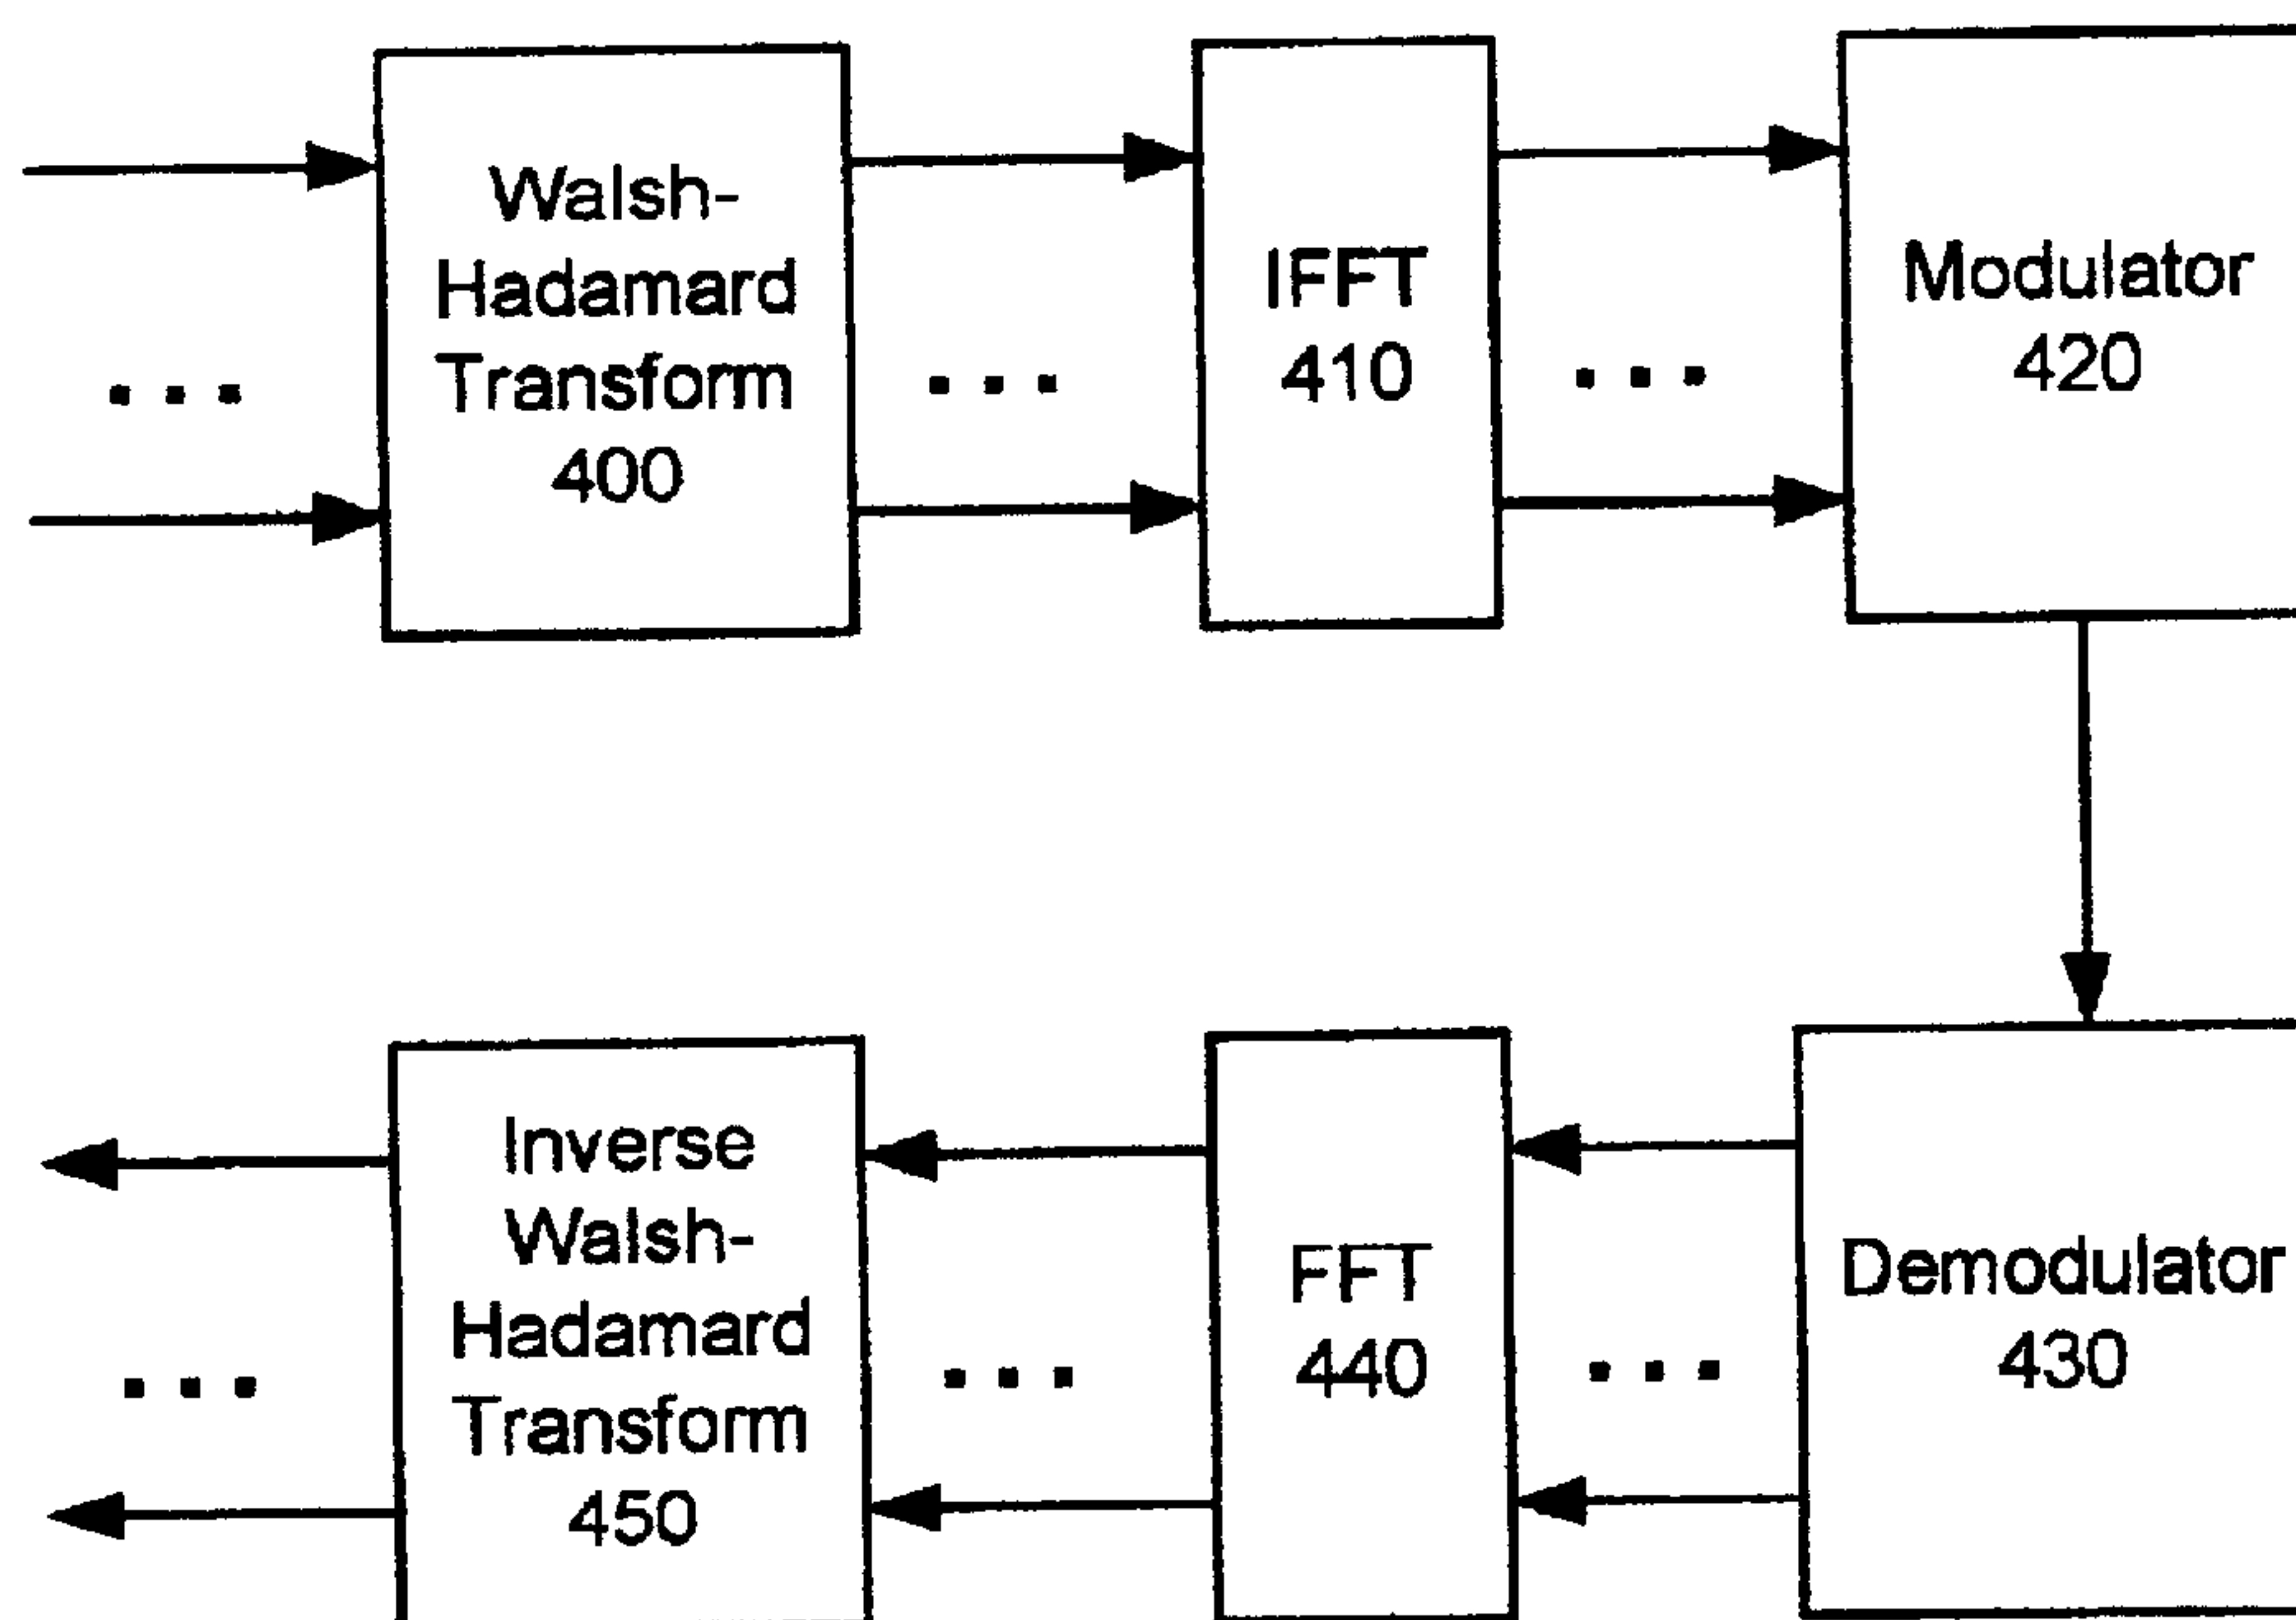 Walsh-
Hadamard
Transform
400
IFFT
410
Modulator
420
Inverse
Walsh-
Hadamard
Transform
450
FFT
440
Demodulator
430